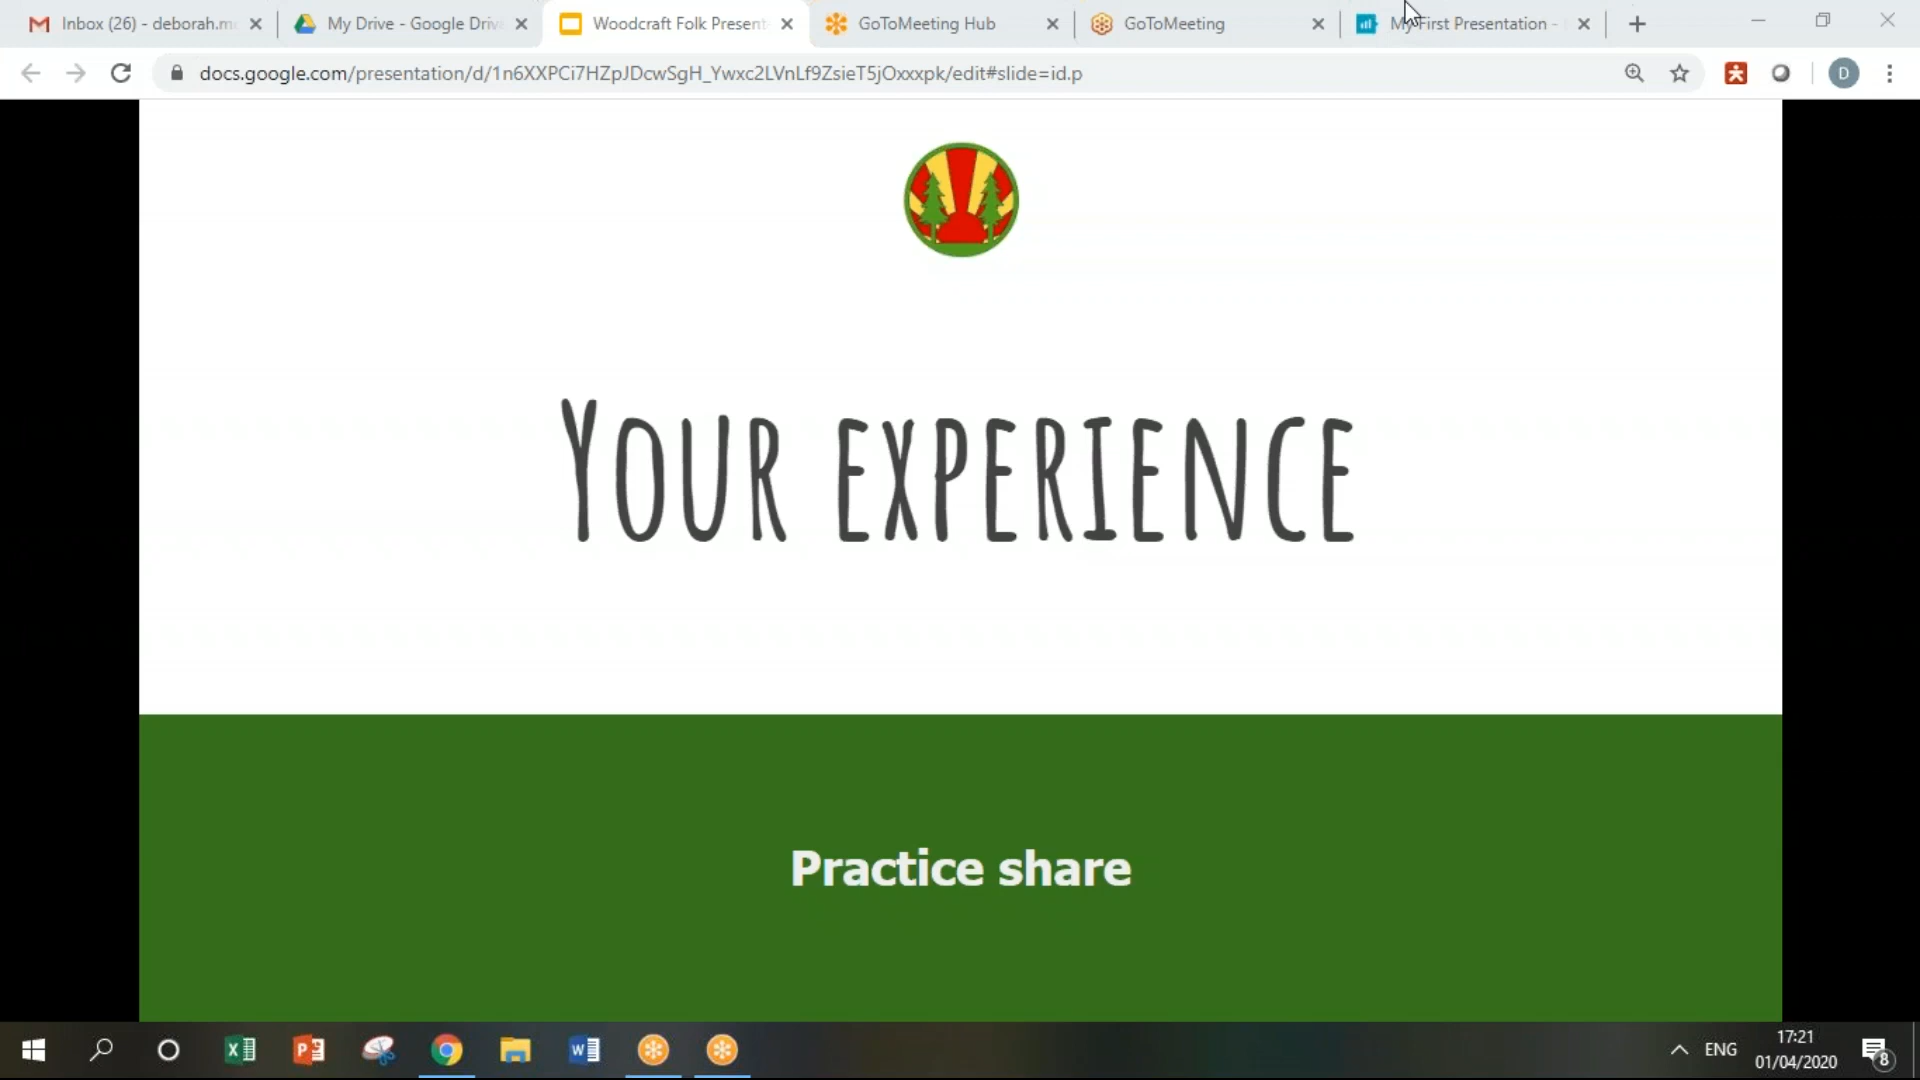 Inbox (26) - deborah.m
My Drive - Google Driv
Woodcraft Folk Present
GoToMeeting Hub
GoToMeeting
My First Presentation -
docs.google.com/presentation/d/1n6XXPCi7HZpJDcwSgH_Ywxc2LVnLf9ZsieT5jOxxxpk/edit#slide=id.p
D
YOUR EXPERIENCE
Practice share
ENG
17:21
01/04/2020
8